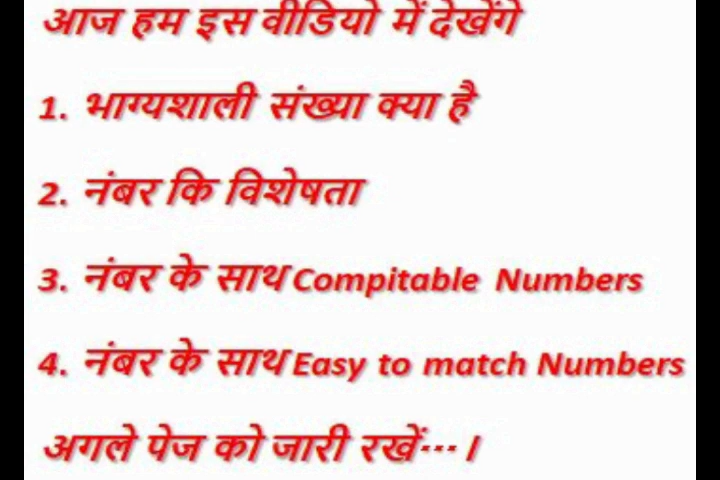 आज हम इस वीडियो में देखेंगे
1. भाग्यशाली संख्या क्या है
2. नंबर कि विशेषता
3. नंबर के साथ Compitable Numbers
4. नंबर के साथ Easy to match Numbers
अगले पेज को जारी रखें---।